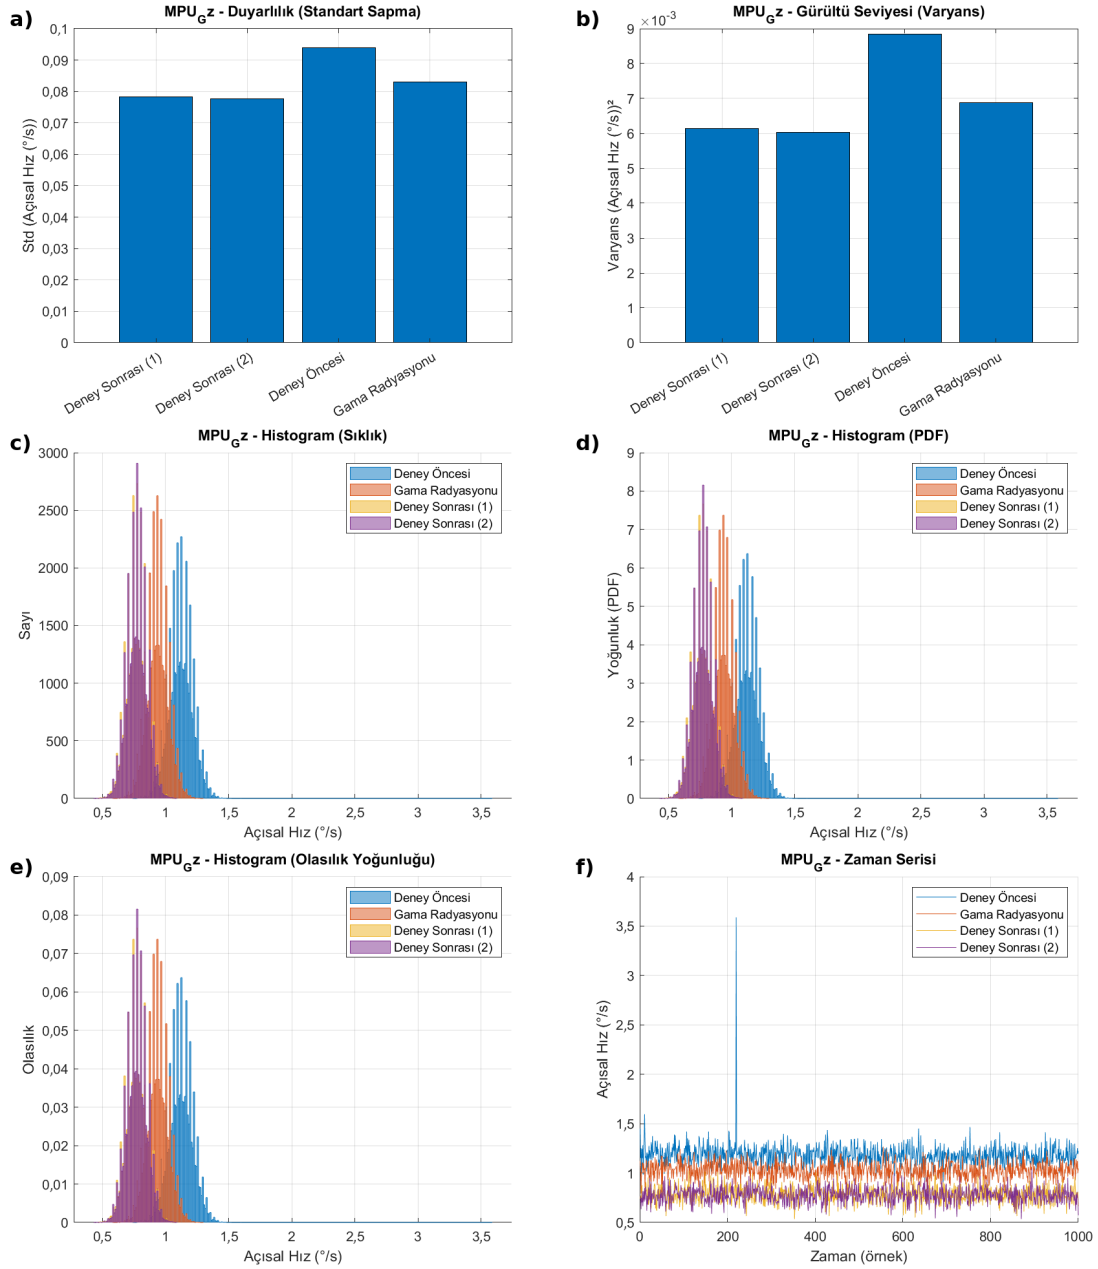 a)
MPU_Gz - Duyarlılık (Standart Sapma)
Std (Açısal Hız (°/s))
0,1
0,09
0,08
0,07
0,06
0,05
0,04
0,03
0,02
0,01
0
Deney Sonrası (1)
Deney Sonrası (2)
Deney Öncesi
Gama Radyasyonu
b)
MPU_Gz - Gürültü Seviyesi (Varyans)
×10⁻³
Varyans (Açısal Hız (°/s))²
9
8
7
6
5
4
3
2
1
0
Deney Sonrası (1)
Deney Sonrası (2)
Deney Öncesi
Gama Radyasyonu
c)
MPU_Gz - Histogram (Sıklık)
Sayı
3000
2500
2000
1500
1000
500
0
0,5 1 1,5 2 2,5 3 3,5
Açısal Hız (°/s)
Deney Öncesi
Gama Radyasyonu
Deney Sonrası (1)
Deney Sonrası (2)
d)
MPU_Gz - Histogram (PDF)
Yoğunluk (PDF)
9
8
7
6
5
4
3
2
1
0
0,5 1 1,5 2 2,5 3 3,5
Açısal Hız (°/s)
Deney Öncesi
Gama Radyasyonu
Deney Sonrası (1)
Deney Sonrası (2)
e)
MPU_Gz - Histogram (Olasılık Yoğunluğu)
Olasılık
0,09
0,08
0,07
0,06
0,05
0,04
0,03
0,02
0,01
0
0,5 1 1,5 2 2,5 3 3,5
Açısal Hız (°/s)
Deney Öncesi
Gama Radyasyonu
Deney Sonrası (1)
Deney Sonrası (2)
f)
MPU_Gz - Zaman Serisi
Açısal Hız (°/s)
4
3,5
3
2,5
2
1,5
1
0,5
0 200 400 600 800 1000
Zaman (örnek)
Deney Öncesi
Gama Radyasyonu
Deney Sonrası (1)
Deney Sonrası (2)